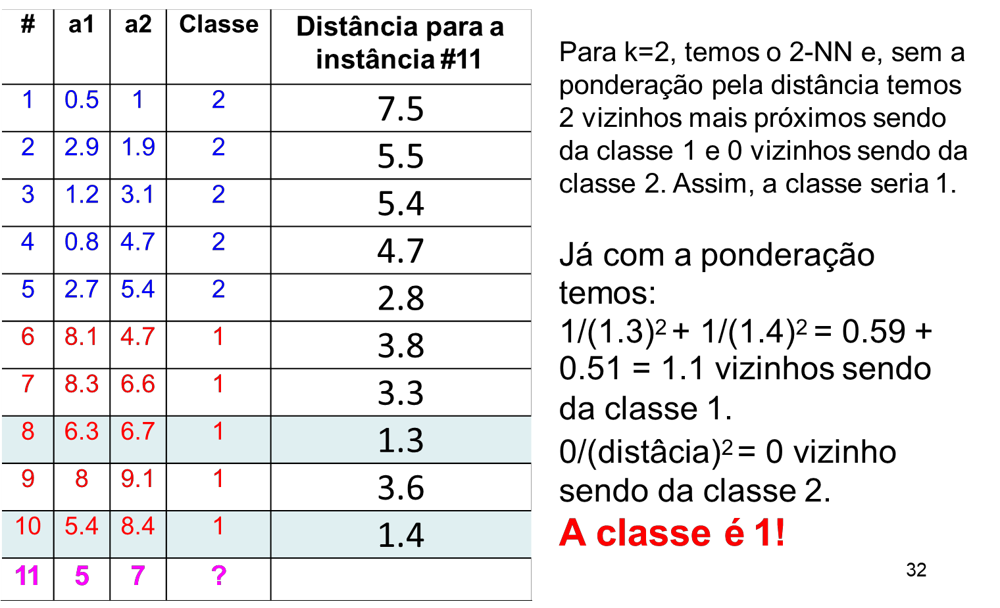 # a1 a2 Classe Distância para a
instância #11
1 0.5 1 2 7.5
2 2.9 1.9 2 5.5
3 1.2 3.1 2 5.4
4 0.8 4.7 2 4.7
5 2.7 5.4 2 2.8
6 8.1 4.7 1 3.8
7 8.3 6.6 1 3.3
8 6.3 6.7 1 1.3
9 8 9.1 1 3.6
10 5.4 8.4 1 1.4
11 5 7 ?
Para k=2, temos o 2-NN e, sem a
ponderação pela distância temos
2 vizinhos mais próximos sendo
da classe 1 e 0 vizinhos sendo da
classe 2. Assim, a classe seria 1.
Já com a ponderação
temos:
1/(1.3)² + 1/(1.4)² = 0.59 +
0.51 = 1.1 vizinhos sendo
da classe 1.
0/(distâcia)² = 0 vizinho
sendo da classe 2.
A classe é 1!
32